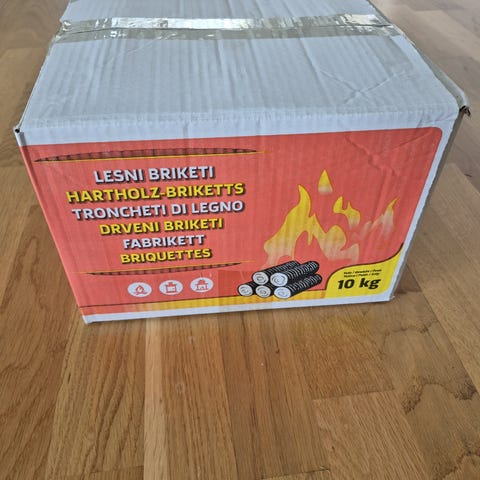 LESNI BRIKETI
HARTHOLZ-BRIKETTS
TRONCHETI DI LEGNO
DRVENI BRIKETI
FABRIKETT
BRIQUETTES
10 kg